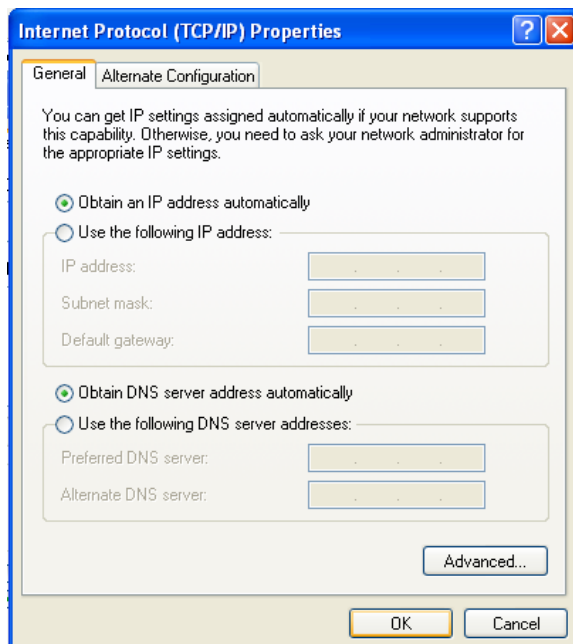 Internet Protocol (TCP/IP) Properties
General
Alternate Configuration
You can get IP settings assigned automatically if your network supports
this capability. Otherwise, you need to ask your network administrator for
the appropriate IP settings.
Obtain an IP address automatically
Use the following IP address:
IP address:
Subnet mask:
Default gateway:
Obtain DNS server address automatically
Use the following DNS server addresses:
Preferred DNS server:
Alternate DNS server:
Advanced...
OK
Cancel